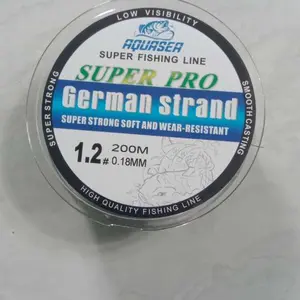 LOW VISIBILITY
AQUASEA
SUPER FISHING LINE
SUPER PRO
German strand
SUPER STRONG SOFT AND WEAR-RESISTANT
SUPER STRONG
SMOOTH CASTING
1.2# 200M
0.18MM
HIGH QUALITY FISHING LINE